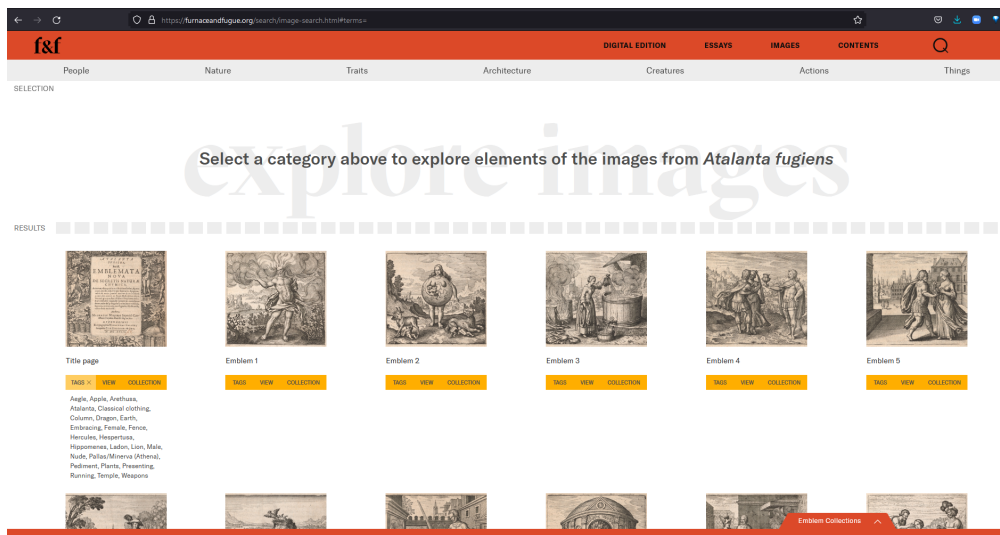 https://furnaceandfugue.org/search/image-search.html#terms=
f&f
DIGITAL EDITION ESSAYS IMAGES CONTENTS
People Nature Traits Architecture Creatures Actions Things
SELECTION
explore images
Select a category above to explore elements of the images from Atalanta fugiens
RESULTS
EMBLEMATA
NOVA
Title page Emblem 1 Emblem 2 Emblem 3 Emblem 4 Emblem 5
TAGS × VIEW COLLECTION TAGS VIEW COLLECTION TAGS VIEW COLLECTION TAGS VIEW COLLECTION TAGS VIEW COLLECTION TAGS VIEW COLLECTION
Aegle, Apple, Arethusa,
Atalanta, Classical clothing,
Column, Dragon, Earth,
Embracing, Female, Fence,
Hercules, Hespertusa,
Hippomenes, Ladon, Lion, Male,
Nude, Pallas/Minerva (Athena),
Pediment, Plants, Presenting,
Running, Temple, Weapons
Emblem Collections